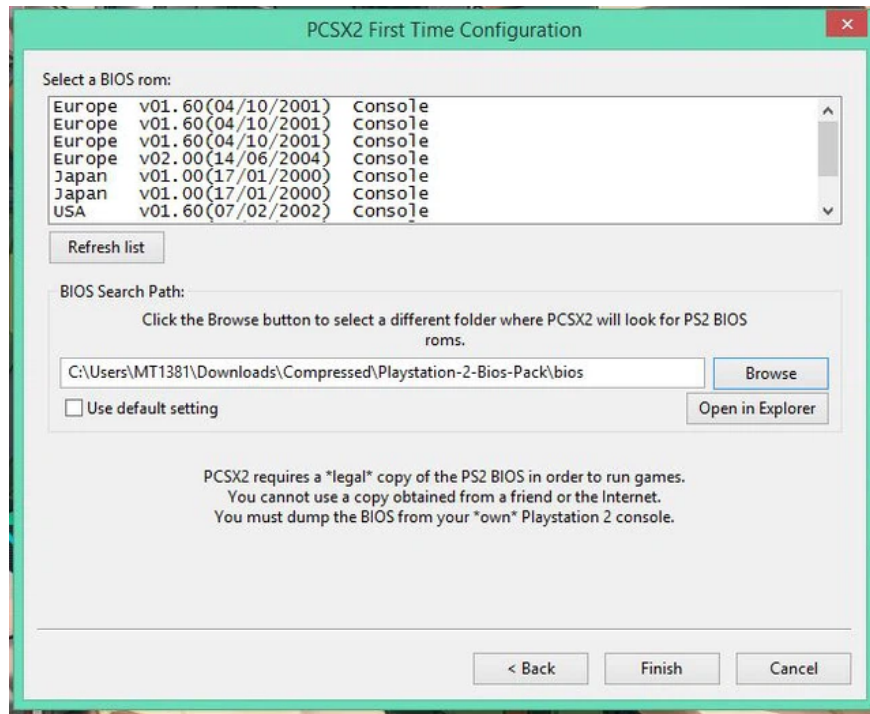 PCSX2 First Time Configuration
Select a BIOS rom:
Europe v01.60(04/10/2001) Console
Europe v01.60(04/10/2001) Console
Europe v01.60(04/10/2001) Console
Europe v02.00(14/06/2004) Console
Japan v01.00(17/01/2000) Console
Japan v01.00(17/01/2000) Console
USA v01.60(07/02/2002) Console
Refresh list
BIOS Search Path:
Click the Browse button to select a different folder where PCSX2 will look for PS2 BIOS
roms.
C:\Users\MT1381\Downloads\Compressed\Playstation-2-Bios-Pack\bios
Browse
Use default setting
Open in Explorer
PCSX2 requires a *legal* copy of the PS2 BIOS in order to run games.
You cannot use a copy obtained from a friend or the Internet.
You must dump the BIOS from your *own* Playstation 2 console.
< Back
Finish
Cancel